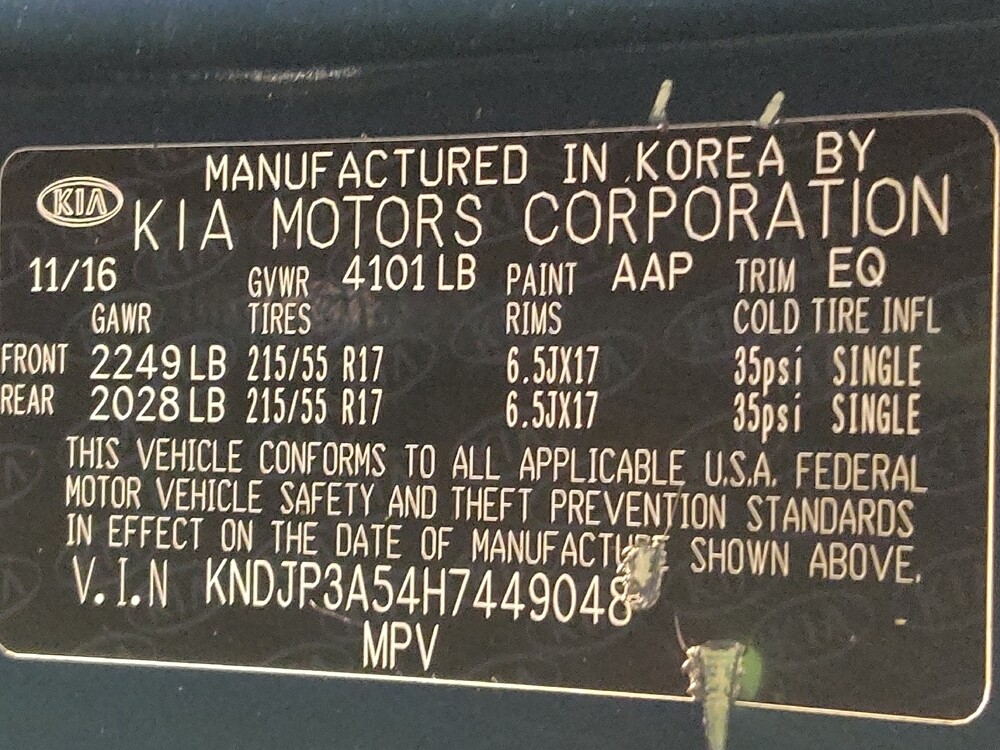 MANUFACTURED IN KOREA BY
KIA KIA MOTORS CORPORATION
11/16 GVWR 4101 LB PAINT AAP TRIM EQ
GAWR TIRES RIMS COLD TIRE INFL
FRONT 2249 LB 215/55 R17 6.5JX17 35psi SINGLE
REAR 2028 LB 215/55 R17 6.5JX17 35psi SINGLE
THIS VEHICLE CONFORMS TO ALL APPLICABLE U.S.A. FEDERAL
MOTOR VEHICLE SAFETY AND THEFT PREVENTION STANDARDS
IN EFFECT ON THE DATE OF MANUFACTURE SHOWN ABOVE.
V.I.N KNDJP3A54H7449048
MPV